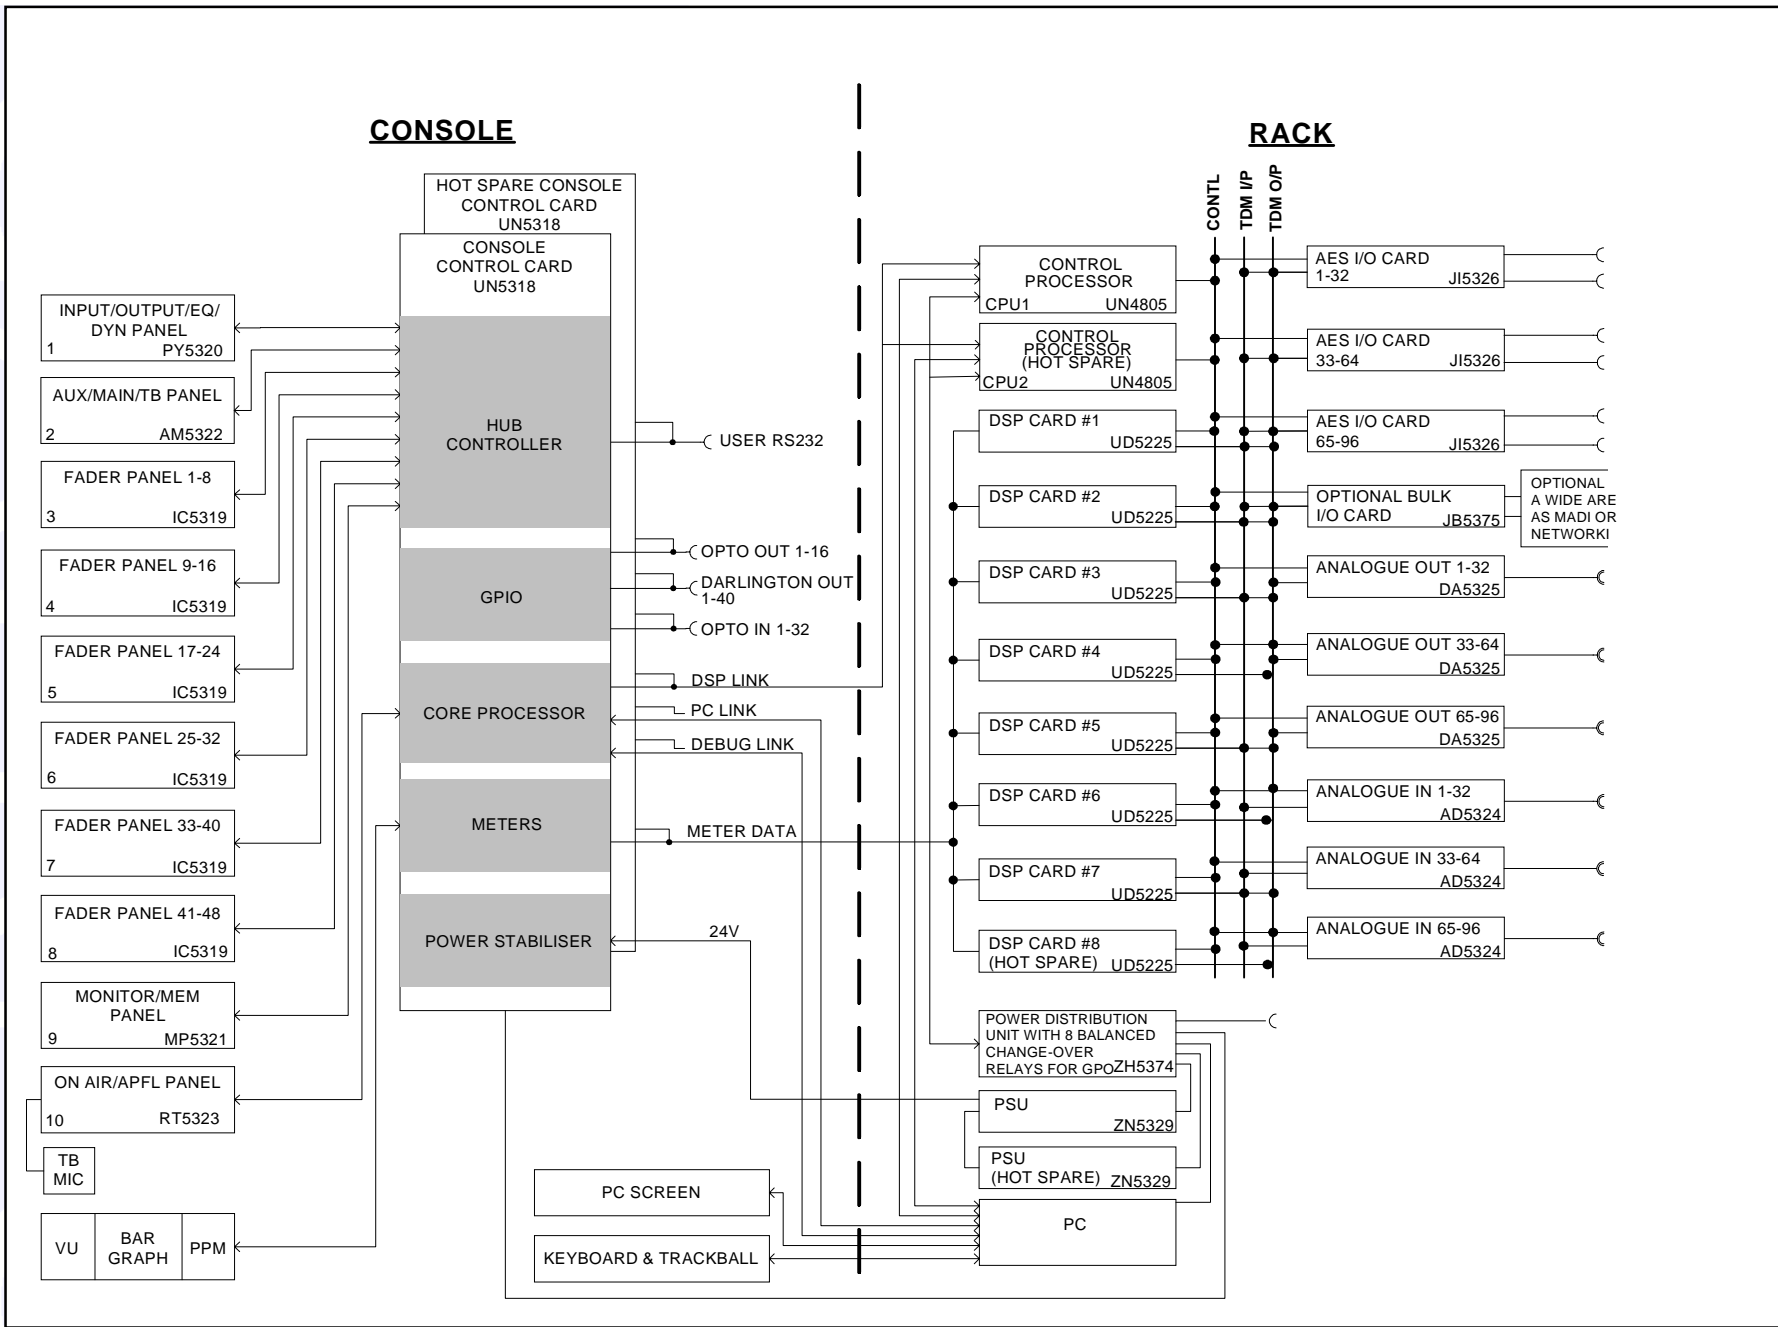 CONSOLE
RACK
HOT SPARE CONSOLE
CONTROL CARD
UN5318
CONSOLE
CONTROL CARD
UN5318
HUB
CONTROLLER
GPIO
CORE PROCESSOR
METERS
POWER STABILISER
INPUT/OUTPUT/EQ/
DYN PANEL
1 PY5320
AUX/MAIN/TB PANEL
2 AM5322
FADER PANEL 1-8
3 IC5319
FADER PANEL 9-16
4 IC5319
FADER PANEL 17-24
5 IC5319
FADER PANEL 25-32
6 IC5319
FADER PANEL 33-40
7 IC5319
FADER PANEL 41-48
8 IC5319
MONITOR/MEM
PANEL
9 MP5321
ON AIR/APFL PANEL
10 RT5323
TB
MIC
VU
BAR
GRAPH
PPM
USER RS232
OPTO OUT 1-16
DARLINGTON OUT
1-40
OPTO IN 1-32
DSP LINK
PC LINK
DEBUG LINK
METER DATA
24V
PC SCREEN
KEYBOARD & TRACKBALL
CONTL
TDM I/P
TDM O/P
CONTROL
PROCESSOR
CPU1 UN4805
CONTROL
PROCESSOR
(HOT SPARE)
CPU2 UN4805
DSP CARD #1
UD5225
DSP CARD #2
UD5225
DSP CARD #3
UD5225
DSP CARD #4
UD5225
DSP CARD #5
UD5225
DSP CARD #6
UD5225
DSP CARD #7
UD5225
DSP CARD #8
(HOT SPARE) UD5225
POWER DISTRIBUTION
UNIT WITH 8 BALANCED
CHANGE-OVER
RELAYS FOR GPO ZH5374
PSU
ZN5329
PSU
(HOT SPARE) ZN5329
PC
AES I/O CARD
1-32 JI5326
AES I/O CARD
33-64 JI5326
AES I/O CARD
65-96 JI5326
OPTIONAL BULK
I/O CARD JB5375
OPTIONAL
A WIDE ARE
AS MADI OR
NETWORKI
ANALOGUE OUT 1-32
DA5325
ANALOGUE OUT 33-64
DA5325
ANALOGUE OUT 65-96
DA5325
ANALOGUE IN 1-32
AD5324
ANALOGUE IN 33-64
AD5324
ANALOGUE IN 65-96
AD5324